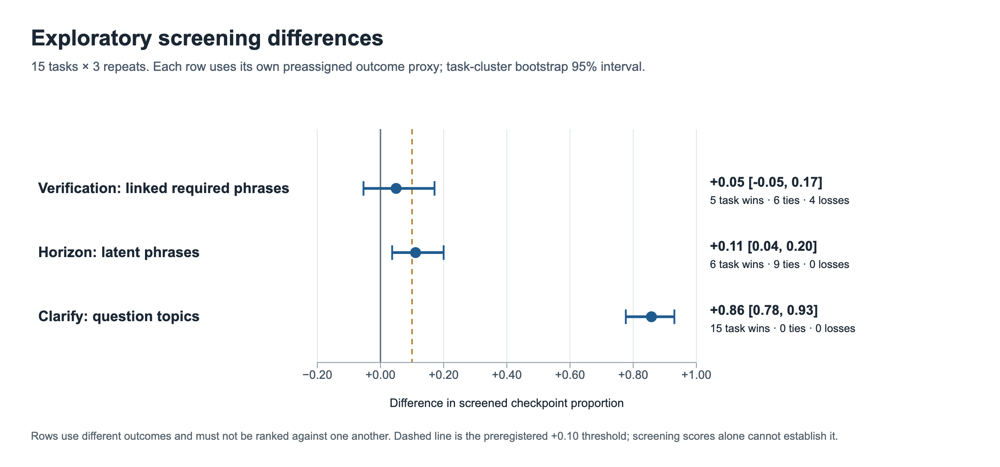 Exploratory screening differences
15 tasks × 3 repeats. Each row uses its own preassigned outcome proxy; task-cluster bootstrap 95% interval.
Verification: linked required phrases
+0.05 [-0.05, 0.17]
5 task wins · 6 ties · 4 losses
Horizon: latent phrases
+0.11 [0.04, 0.20]
6 task wins · 9 ties · 0 losses
Clarify: question topics
+0.86 [0.78, 0.93]
15 task wins · 0 ties · 0 losses
−0.20 +0.00 +0.20 +0.40 +0.60 +0.80 +1.00
Difference in screened checkpoint proportion
Rows use different outcomes and must not be ranked against one another. Dashed line is the preregistered +0.10 threshold; screening scores alone cannot establish it.